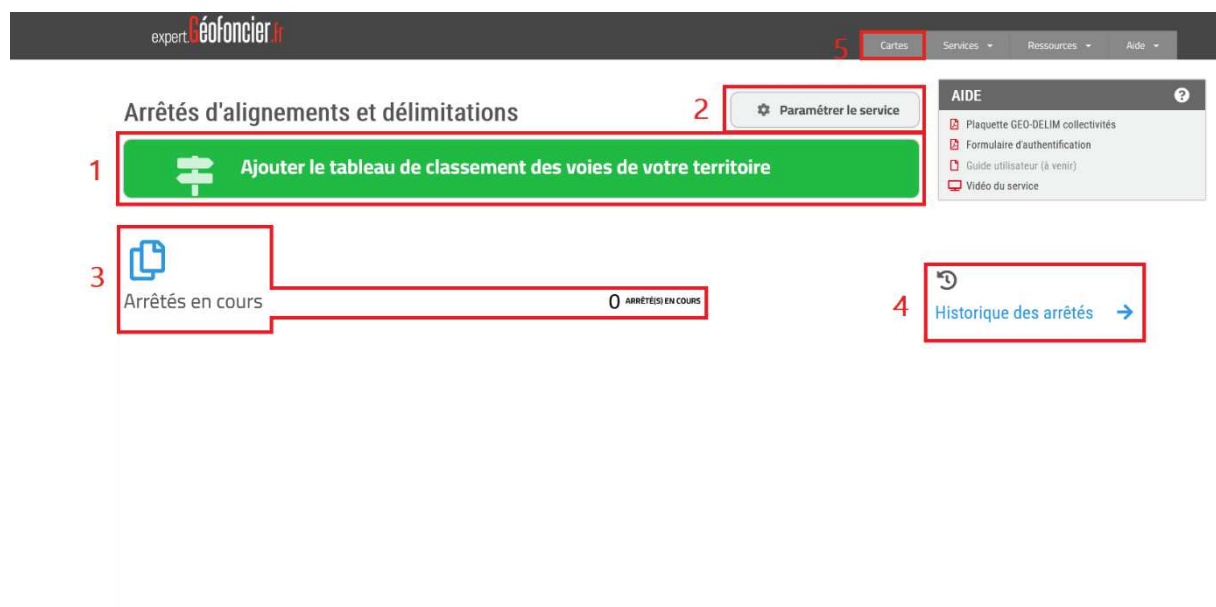 expert.Géofoncier.fr
5 Cartes Services Ressources Aide
Arrêtés d'alignements et délimitations
2 Paramétrer le service
1 Ajouter le tableau de classement des voies de votre territoire
AIDE ?
Plaquette GEO-DELIM collectivités
Formulaire d'authentification
Guide utilisateur (à venir)
Vidéo du service
3
Arrêtés en cours 0 ARRÊTÉ(S) EN COURS
4 Historique des arrêtés